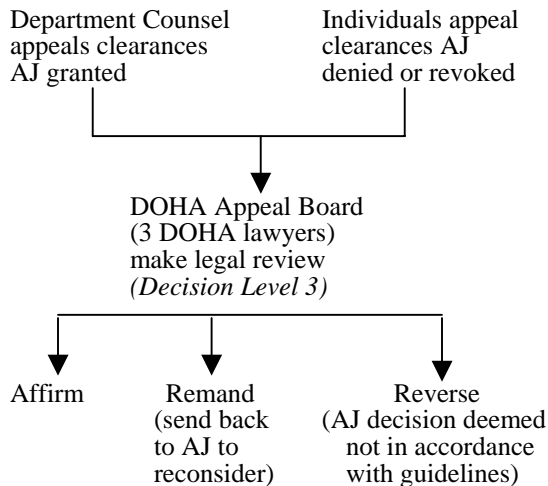 Department Counsel
appeals clearances
AJ granted
Individuals appeal
clearances AJ
denied or revoked
DOHA Appeal Board
(3 DOHA lawyers)
make legal review
(Decision Level 3)
Affirm
Remand
(send back
to AJ to
reconsider)
Reverse
(AJ decision deemed
not in accordance
with guidelines)